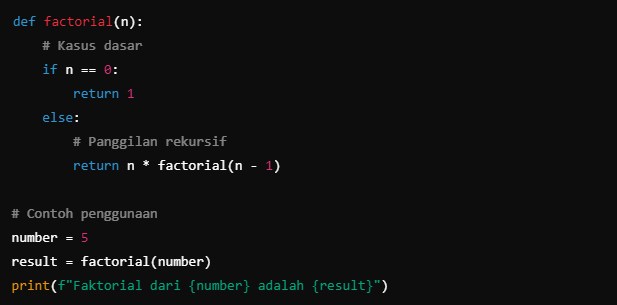 def factorial(n):
    # Kasus dasar
    if n == 0:
        return 1
    else:
        # Panggilan rekursif
        return n * factorial(n - 1)

# Contoh penggunaan
number = 5
result = factorial(number)
print(f"Faktorial dari {number} adalah {result}")